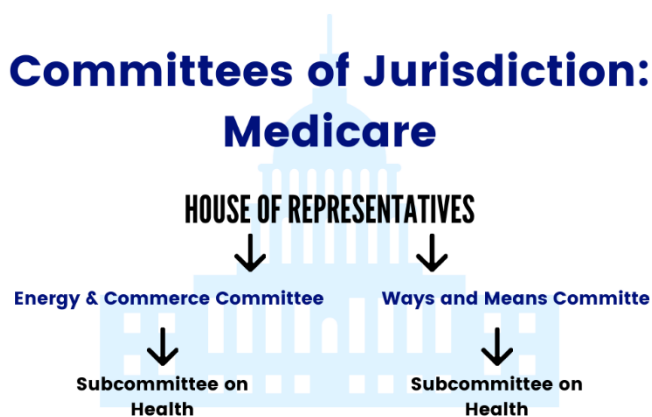 Committees of Jurisdiction:
Medicare
HOUSE OF REPRESENTATIVES
Energy & Commerce Committee
Ways and Means Committe
Subcommittee on
Health
Subcommittee on
Health